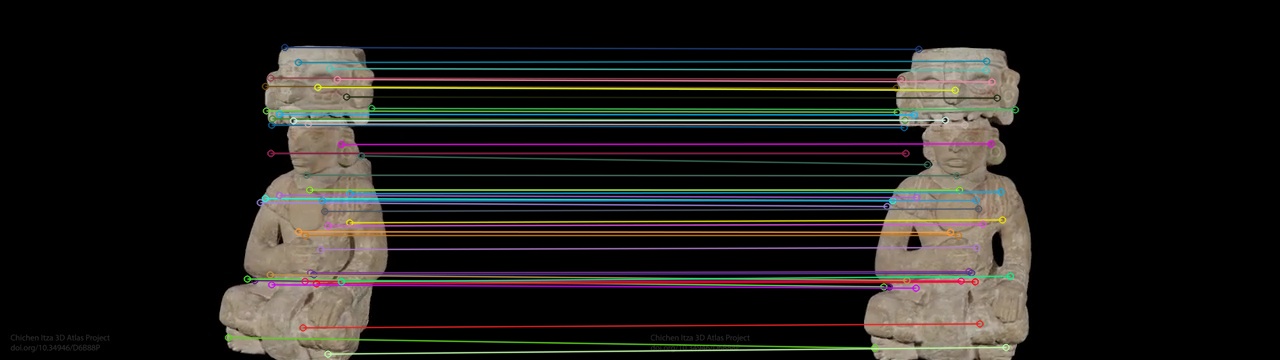 Chichen Itza 3D Atlas Project
doi.org/10.34946/D6888P
Chichen Itza 3D Atlas Project